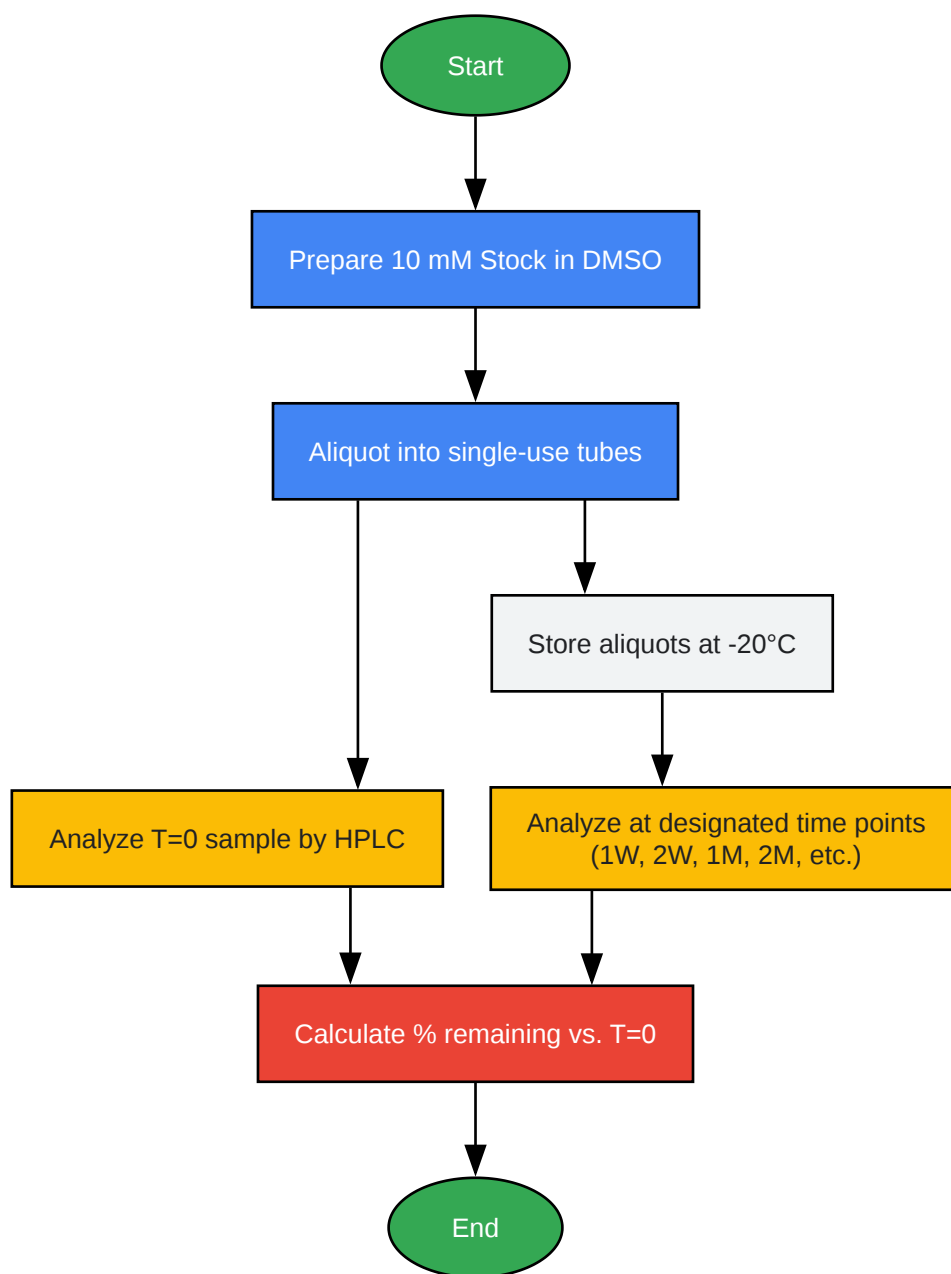 Start
Prepare 10 mM Stock in DMSO
Aliquot into single-use tubes
Store aliquots at -20°C
Analyze T=0 sample by HPLC
Analyze at designated time points
(1W, 2W, 1M, 2M, etc.)
Calculate % remaining vs. T=0
End